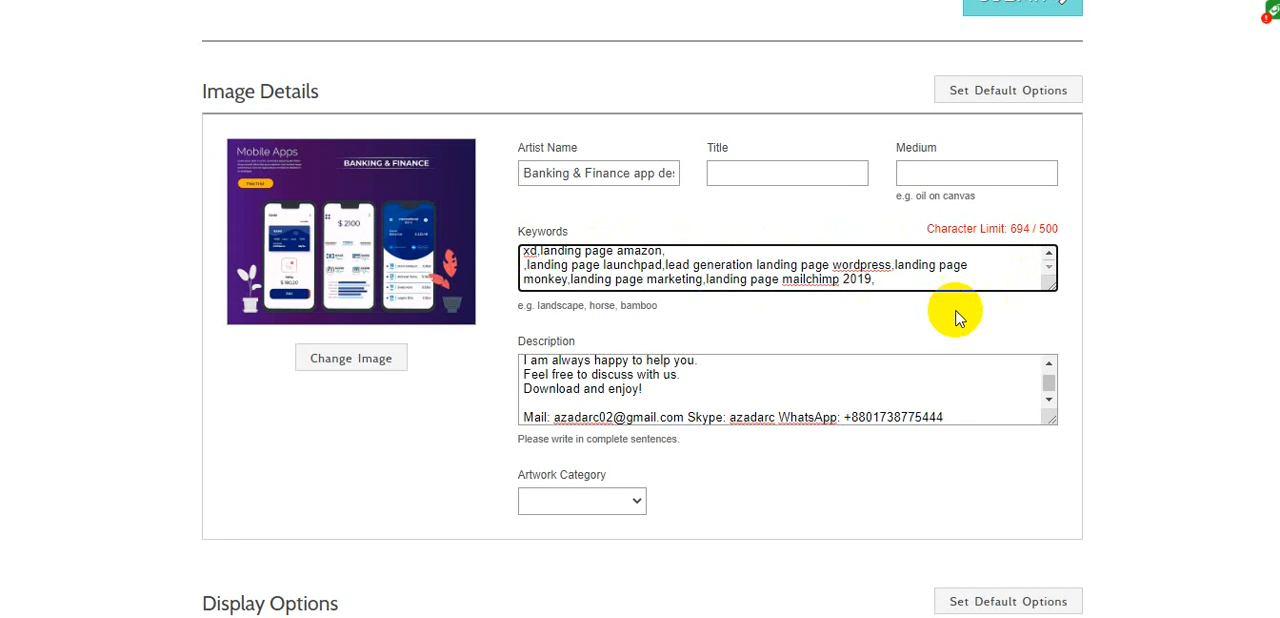 Image Details
Set Default Options
Mobile Apps
BANKING & FINANCE
Free Trial
$ 2100
Artist Name
Title
Medium
Banking & Finance app de
e.g. oil on canvas
Keywords
Character Limit: 694 / 500
xd,landing page amazon,
,landing page launchpad,lead generation landing page wordpress,landing page
monkey,landing page marketing,landing page mailchimp 2019,
e.g. landscape, horse, bamboo
Change Image
Description
I am always happy to help you.
Feel free to discuss with us.
Download and enjoy!
Mail: azadarc02@gmail.com Skype: azadarc WhatsApp: +8801738775444
Please write in complete sentences.
Artwork Category
Display Options
Set Default Options